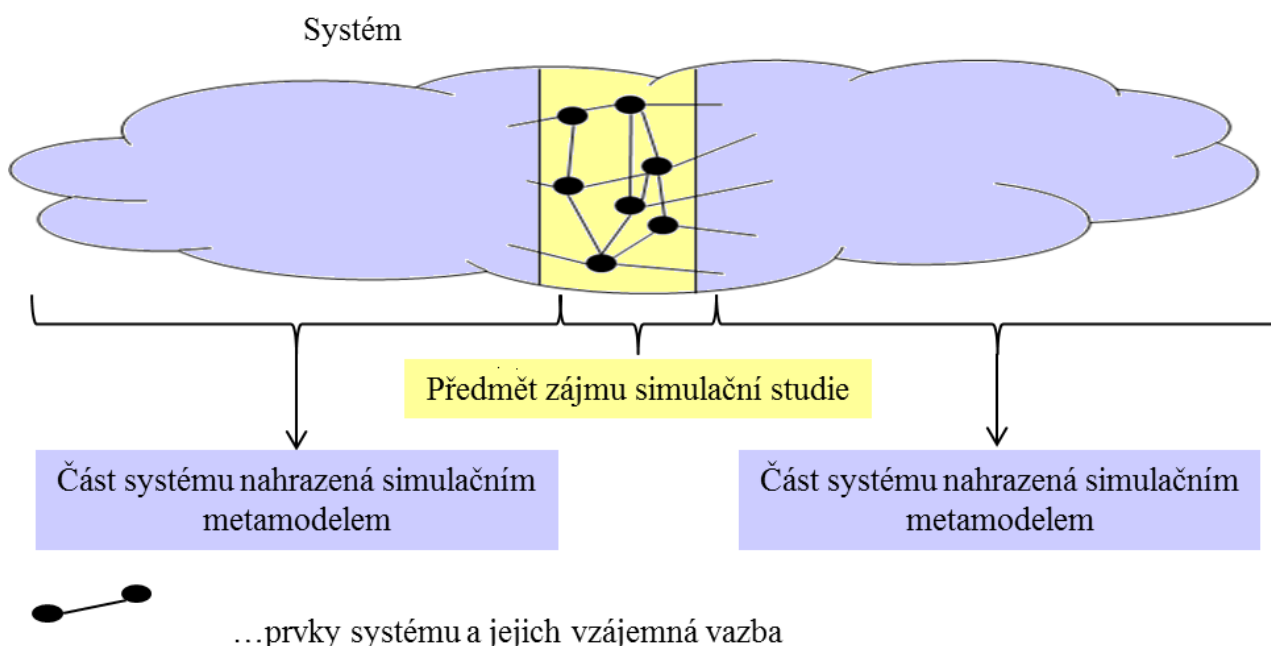 Systém
Předmět zájmu simulační studie
Část systému nahrazená simulačním
metamodelem
Část systému nahrazená simulačním
metamodelem
…prvky systému a jejich vzájemná vazba